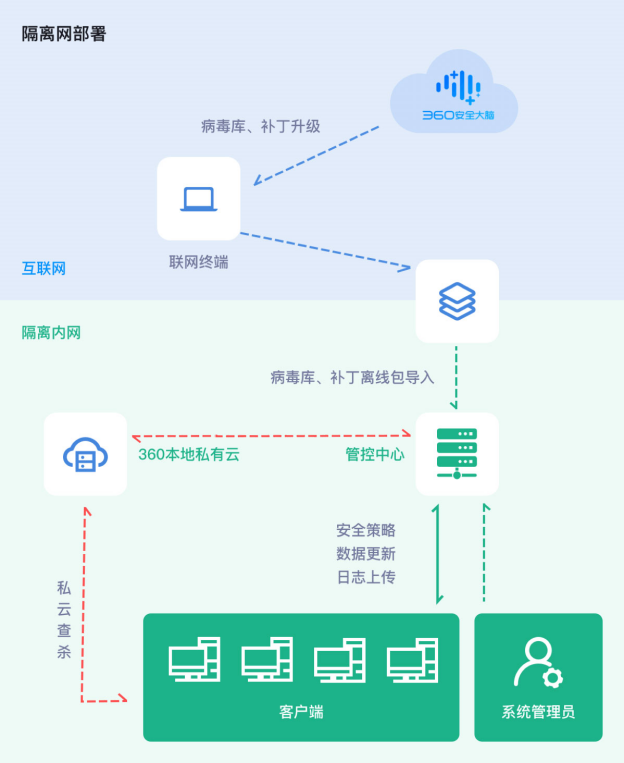 隔离网部署
360安全大脑
病毒库、补丁升级
联网终端
互联网
隔离内网
病毒库、补丁离线包导入
360本地私有云
管控中心
安全策略
数据更新
日志上传
私
云
查
杀
客户端
系统管理员